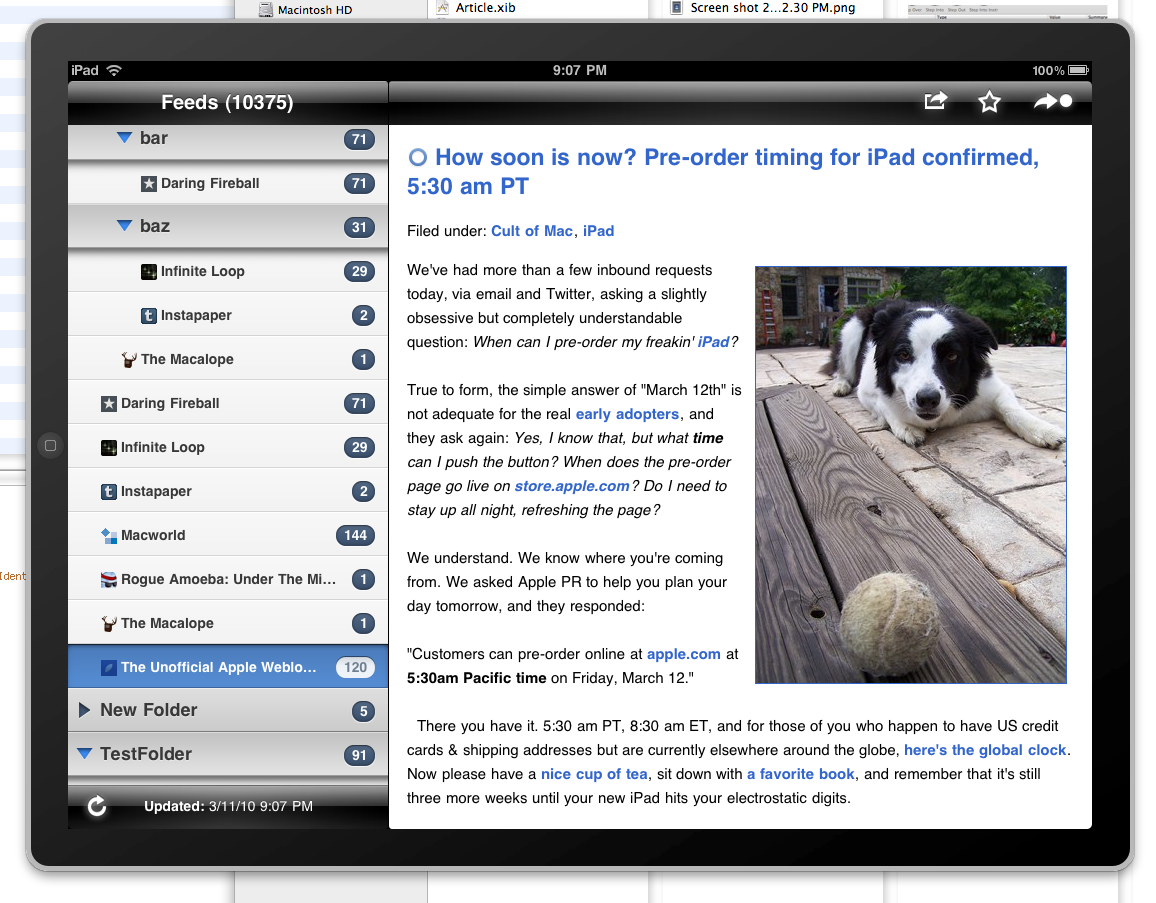 Macintosh HD
Article.xib
Screen shot 2...2.30 PM.png
Type Value Summary
Ident
iPad
9:07 PM
100%
Feeds (10375)
bar 71
Daring Fireball 71
baz 31
Infinite Loop 29
Instapaper 2
The Macalope 1
Daring Fireball 71
Infinite Loop 29
Instapaper 2
Macworld 144
Rogue Amoeba: Under The Mi... 1
The Macalope 1
The Unofficial Apple Weblo... 120
New Folder 5
TestFolder 91
Updated: 3/11/10 9:07 PM
How soon is now? Pre-order timing for iPad confirmed,
5:30 am PT
Filed under: Cult of Mac, iPad
We've had more than a few inbound requests
today, via email and Twitter, asking a slightly
obsessive but completely understandable
question: When can I pre-order my freakin' iPad?
True to form, the simple answer of "March 12th" is
not adequate for the real early adopters, and
they ask again: Yes, I know that, but what time
can I push the button? When does the pre-order
page go live on store.apple.com? Do I need to
stay up all night, refreshing the page?
We understand. We know where you're coming
from. We asked Apple PR to help you plan your
day tomorrow, and they responded:
"Customers can pre-order online at apple.com at
5:30am Pacific time on Friday, March 12."
There you have it. 5:30 am PT, 8:30 am ET, and for those of you who happen to have US credit
cards & shipping addresses but are currently elsewhere around the globe, here's the global clock.
Now please have a nice cup of tea, sit down with a favorite book, and remember that it's still
three more weeks until your new iPad hits your electrostatic digits.